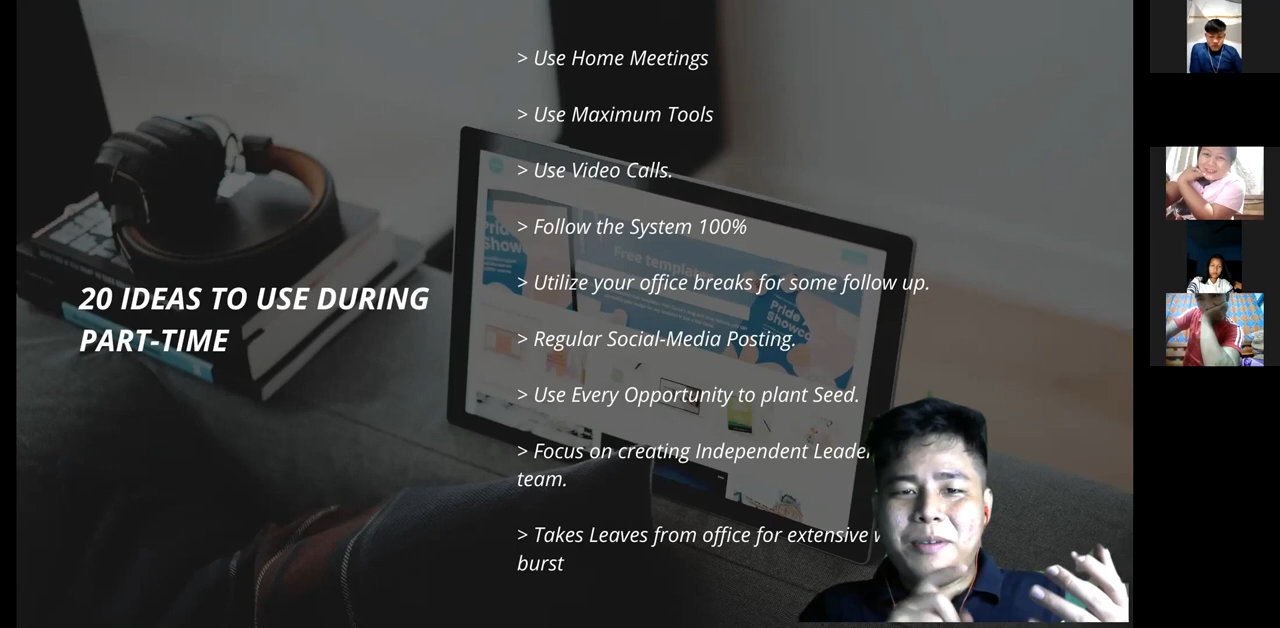 > Use Home Meetings
> Use Maximum Tools
> Use Video Calls.
> Follow the System 100%
20 IDEAS TO USE DURING
PART-TIME
> Utilize your office breaks for some follow up.
> Regular Social-Media Posting.
> Use Every Opportunity to plant Seed.
> Focus on creating Independent
team.
> Takes Leaves from office for extensive
burst
Free templates